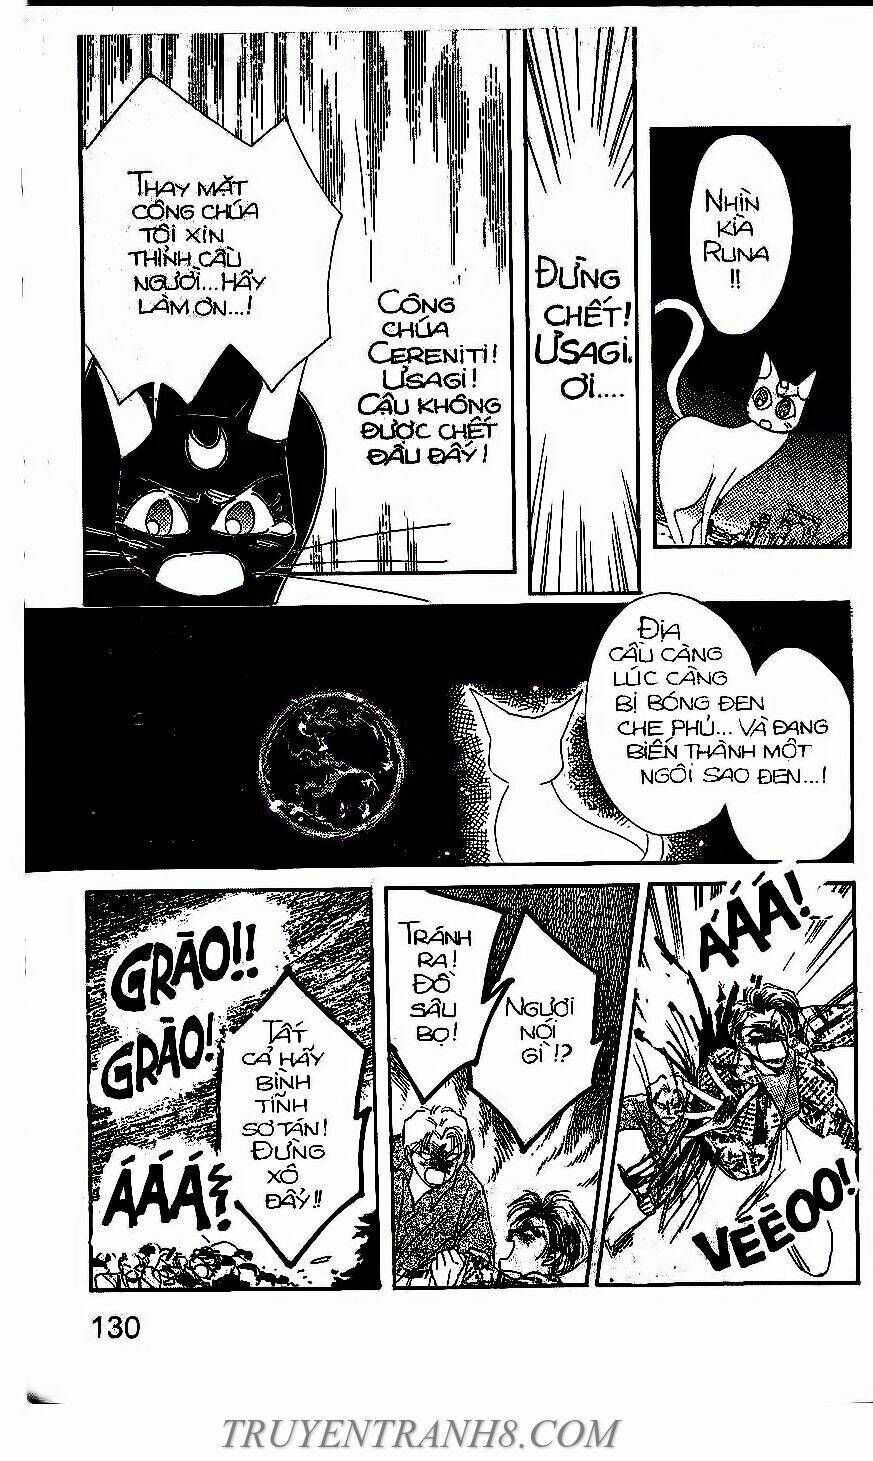 NHÌN
KÌA
RUNA
!!
ĐỪNG
CHẾT!
ƯSAGI
ƠI....
CÔNG
CHÚA
CERENITI!
ƯSAGI!
CẬU KHÔNG
ĐƯỢC CHẾT
ĐÂU ĐẤY!
THAY MẶT
CÔNG CHÚA
TÔI XIN
THỈNH CẦU
NGƯƠI...HÃY
LÀM ƠN...!
ĐỊA
CẦU CÀNG
LÚC CÀNG
BỊ BÓNG ĐEN
CHE PHỦ... VÀ ĐANG
BIẾN THÀNH MỘT
NGÔI SAO ĐEN...!
ÁÁÁ!
VÈÈOO!
NGƯƠI
NÓI
GÌ!?
TRÁNH
RA!
ĐỒ
SÂU
BỌ!
GRÀO!!
GRÀO!
TẤT
CẢ HÃY
BÌNH
TĨNH
SƠ TÁN!
ĐỪNG
XÔ
ĐẨY!!
ÁÁÁ!
130
TRUYENTRANH8.COM